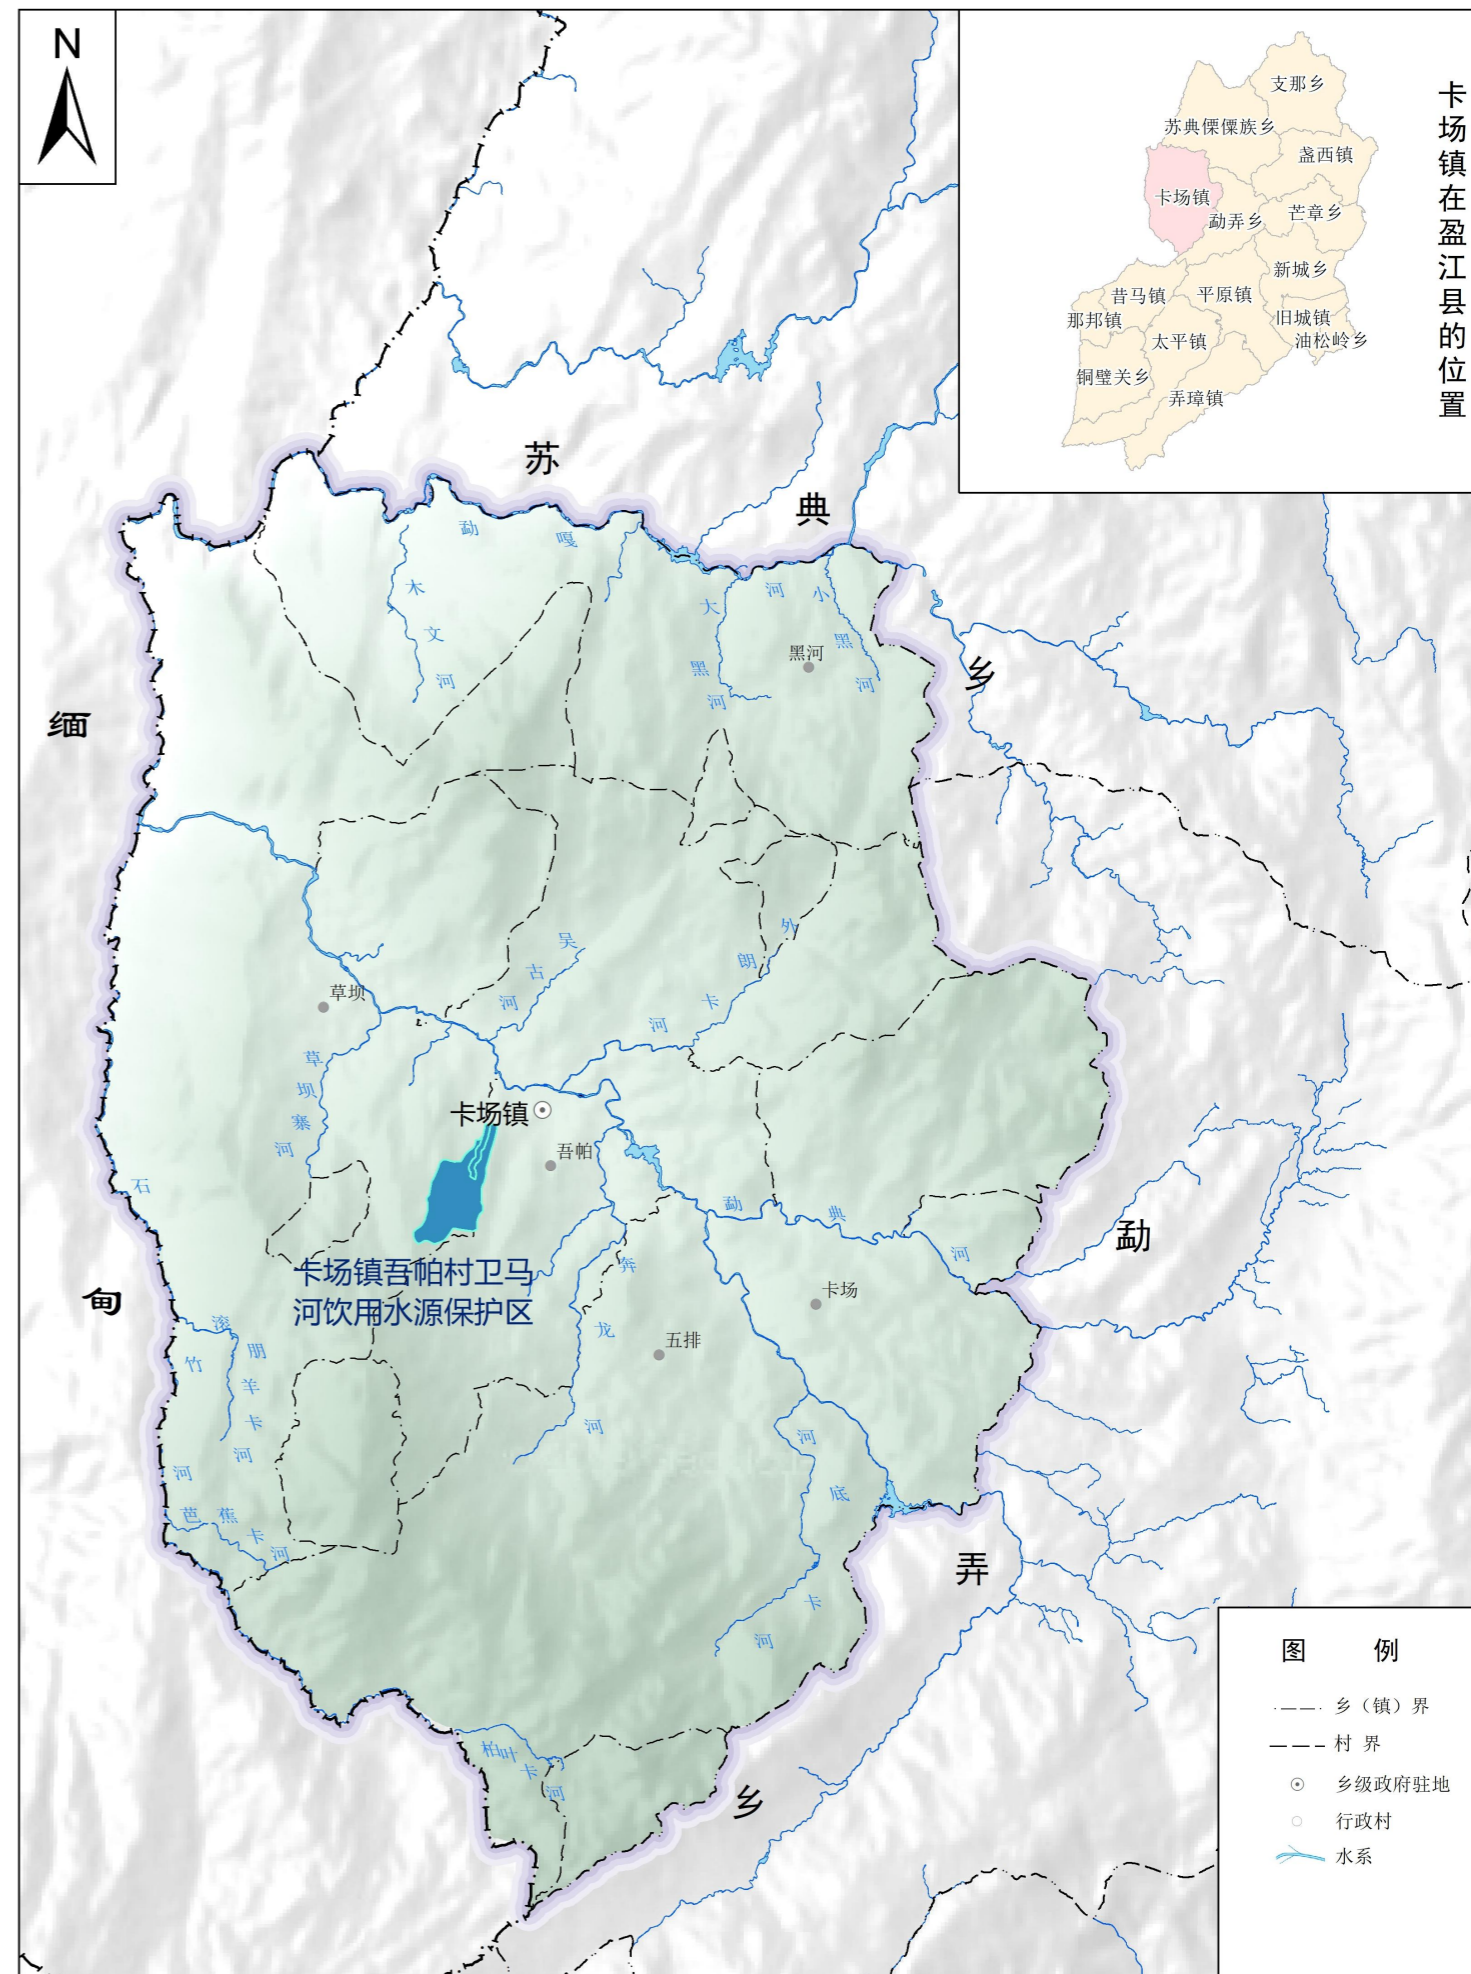 N
卡场镇在盈江县的位置
支那乡
苏典傈僳族乡
盏西镇
卡场镇
勐弄乡
芒章乡
新城乡
昔马镇
平原镇
那邦镇
旧城镇
太平镇
油松岭乡
铜壁关乡
弄璋镇
苏典乡
缅甸
勐弄乡
勐嘎河
木文河
大黑河
小黑河
黑河
吴古河
外朗卡河
草坝
草坝寨河
卡场镇
吾帕
石竹河
勐典河
卡场镇吾帕村卫马
河饮用水源保护区
奔龙河
卡场
五排
滚朋羊卡河
河底卡河
芭蕉卡河
柏叶卡河
图 例
乡（镇）界
村 界
乡级政府驻地
行政村
水系